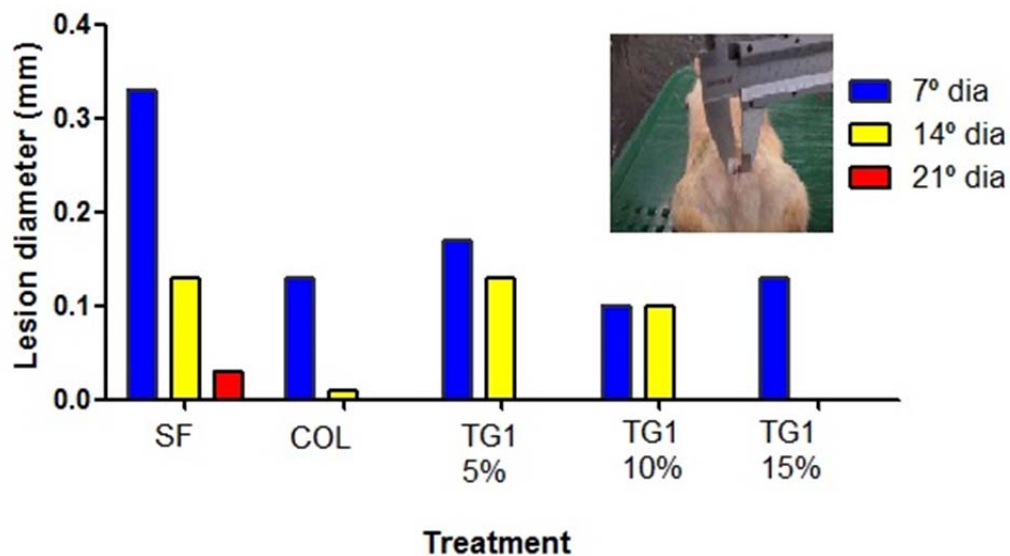 Lesion diameter (mm)
0.4
0.3
0.2
0.1
0.0
7º dia
14º dia
21º dia
SF
COL
TG1
5%
TG1
10%
TG1
15%
Treatment